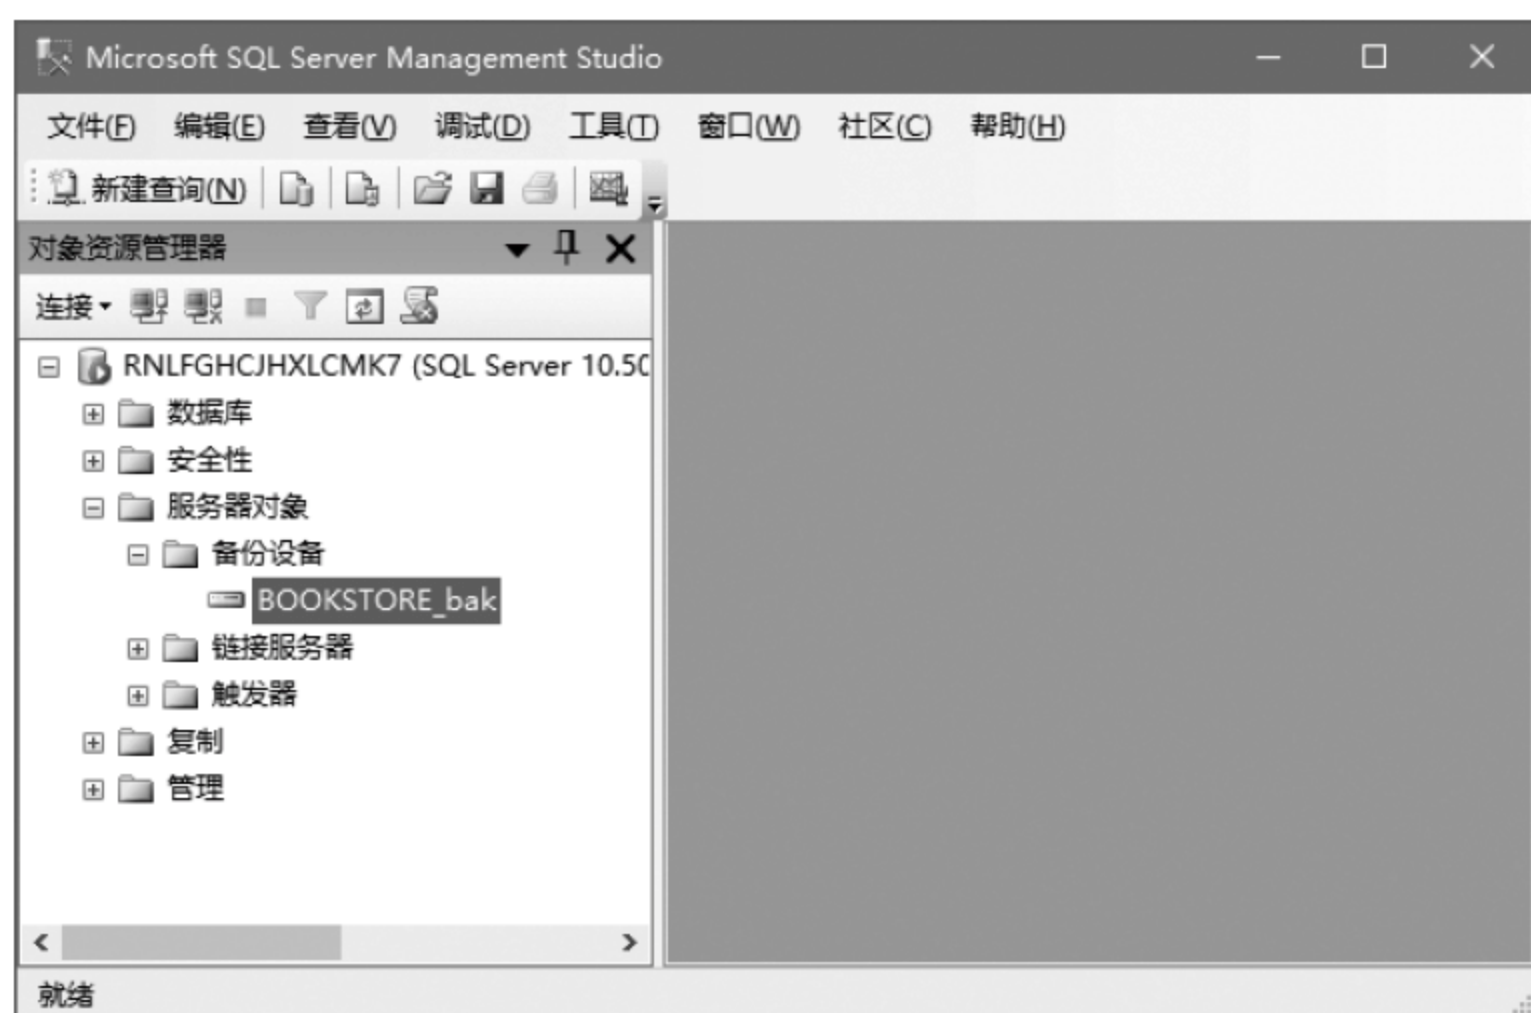 Microsoft SQL Server Management Studio
文件(F) 编辑(E) 查看(V) 调试(D) 工具(T) 窗口(W) 社区(C) 帮助(H)
新建查询(N)
对象资源管理器
连接
RNLFGHCJHXLCMK7 (SQL Server 10.50
数据库
安全性
服务器对象
备份设备
BOOKSTORE_bak
链接服务器
触发器
复制
管理
就绪